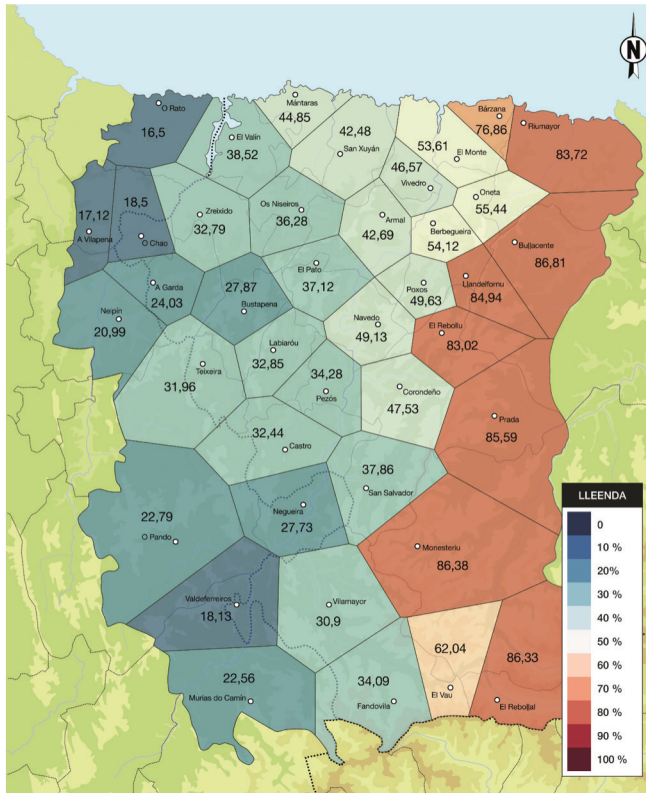 N
O Rato
16,5
El Valín
38,52
Mántaras
44,85
42,48
San Xuyán
53,61
El Monte
Bárzana
76,86
Riumayor
83,72
46,57
Vivedro
Oneta
55,44
17,12
A Vilapena
18,5
O Chao
Zreixido
32,79
Os Niseiros
36,28
Armal
42,69
Berbegueira
54,12
Bullacente
86,81
A Garda
24,03
27,87
Bustapena
El Pato
37,12
Poxos
49,63
Llandelfornu
84,94
Neipín
20,99
Navedo
49,13
El Rebollu
83,02
Labiaróu
32,85
Teixeira
31,96
34,28
Pezós
Corondeño
47,53
Prada
85,59
32,44
Castro
37,86
San Salvador
22,79
O Pando
Negueira
27,73
Monesteriu
86,38
Valdeferreiros
18,13
Vilamayor
30,9
62,04
El Vau
86,33
El Rebollal
22,56
Murias do Camín
34,09
Fandovila
LLEENDA
0
10 %
20%
30 %
40 %
50 %
60 %
70 %
80 %
90 %
100 %